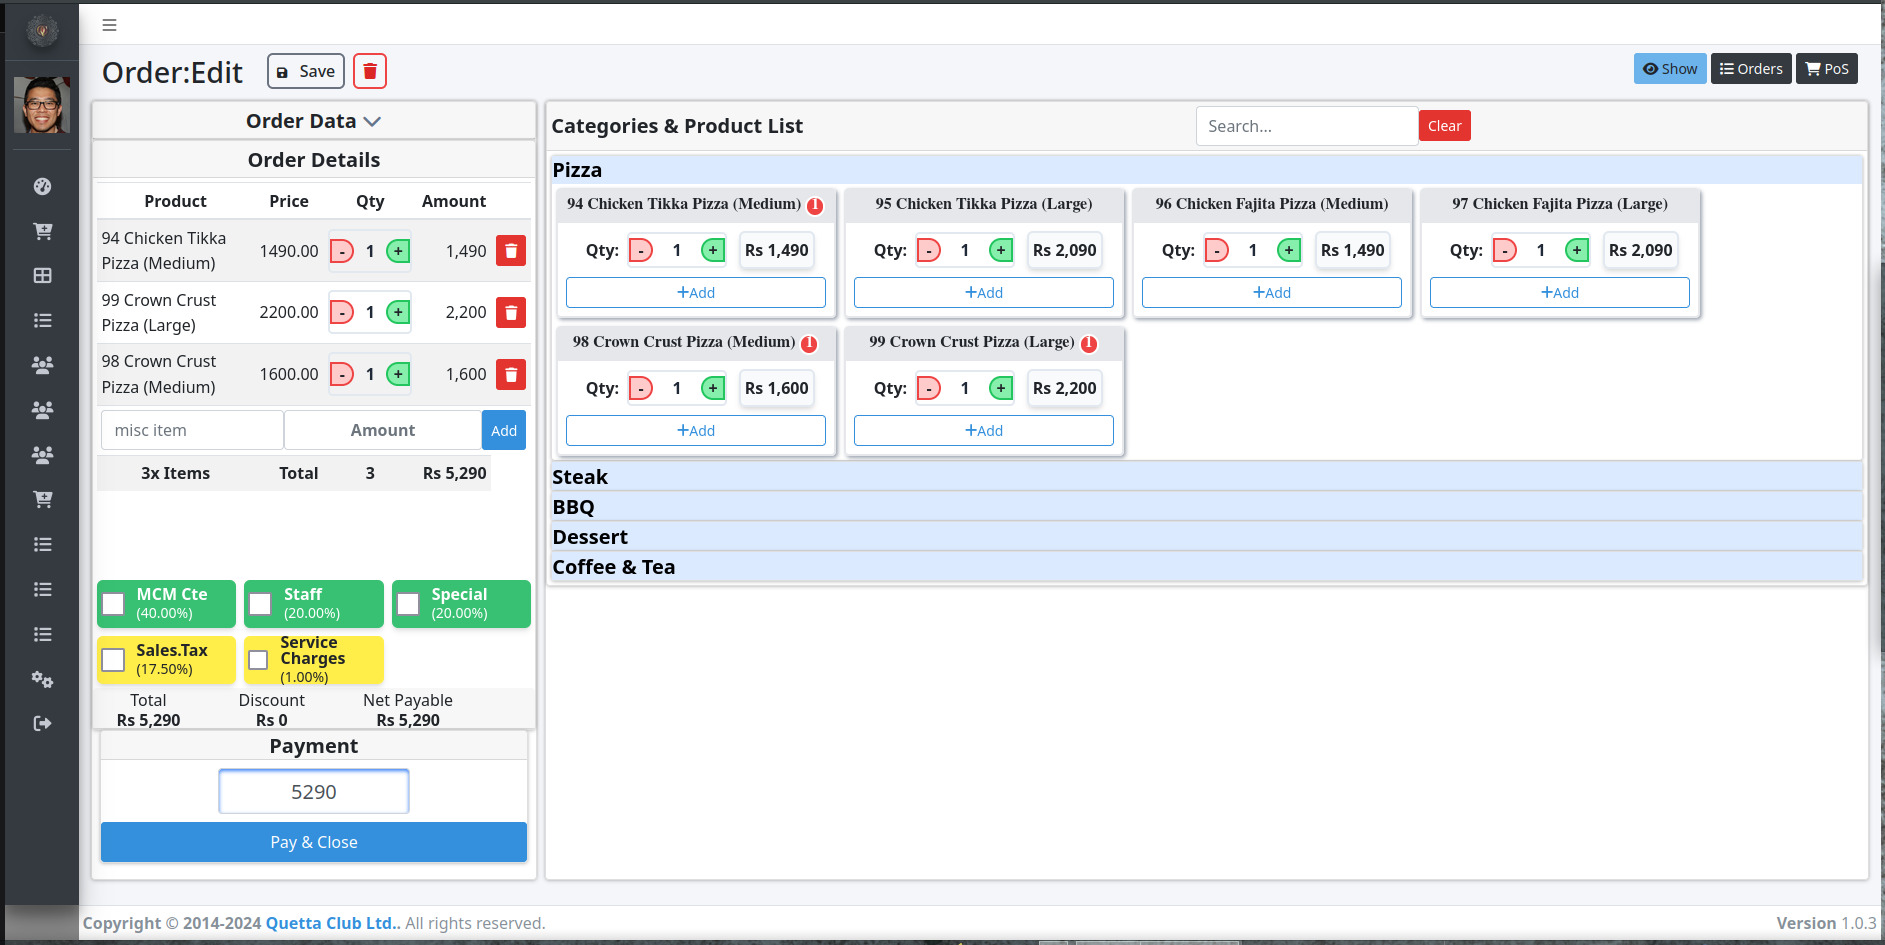 Order:Edit
Save
Show
Orders
PoS
Order Data
Order Details
Product Price Qty Amount
94 Chicken Tikka
Pizza (Medium)
1490.00 - 1 + 1,490
99 Crown Crust
Pizza (Large)
2200.00 - 1 + 2,200
98 Crown Crust
Pizza (Medium)
1600.00 - 1 + 1,600
misc item Amount Add
3x Items Total 3 Rs 5,290
MCM Cte
(40.00%)
Staff
(20.00%)
Special
(20.00%)
Sales.Tax
(17.50%)
Service
Charges
(1.00%)
Total Discount Net Payable
Rs 5,290 Rs 0 Rs 5,290
Payment
5290
Pay & Close
Categories & Product List
Search...
Clear
Pizza
94 Chicken Tikka Pizza (Medium) 1
Qty: - 1 + Rs 1,490
+Add
95 Chicken Tikka Pizza (Large)
Qty: - 1 + Rs 2,090
+Add
96 Chicken Fajita Pizza (Medium)
Qty: - 1 + Rs 1,490
+Add
97 Chicken Fajita Pizza (Large)
Qty: - 1 + Rs 2,090
+Add
98 Crown Crust Pizza (Medium) 1
Qty: - 1 + Rs 1,600
+Add
99 Crown Crust Pizza (Large) 1
Qty: - 1 + Rs 2,200
+Add
Steak
BBQ
Dessert
Coffee & Tea
Copyright © 2014-2024 Quetta Club Ltd.. All rights reserved.
Version 1.0.3